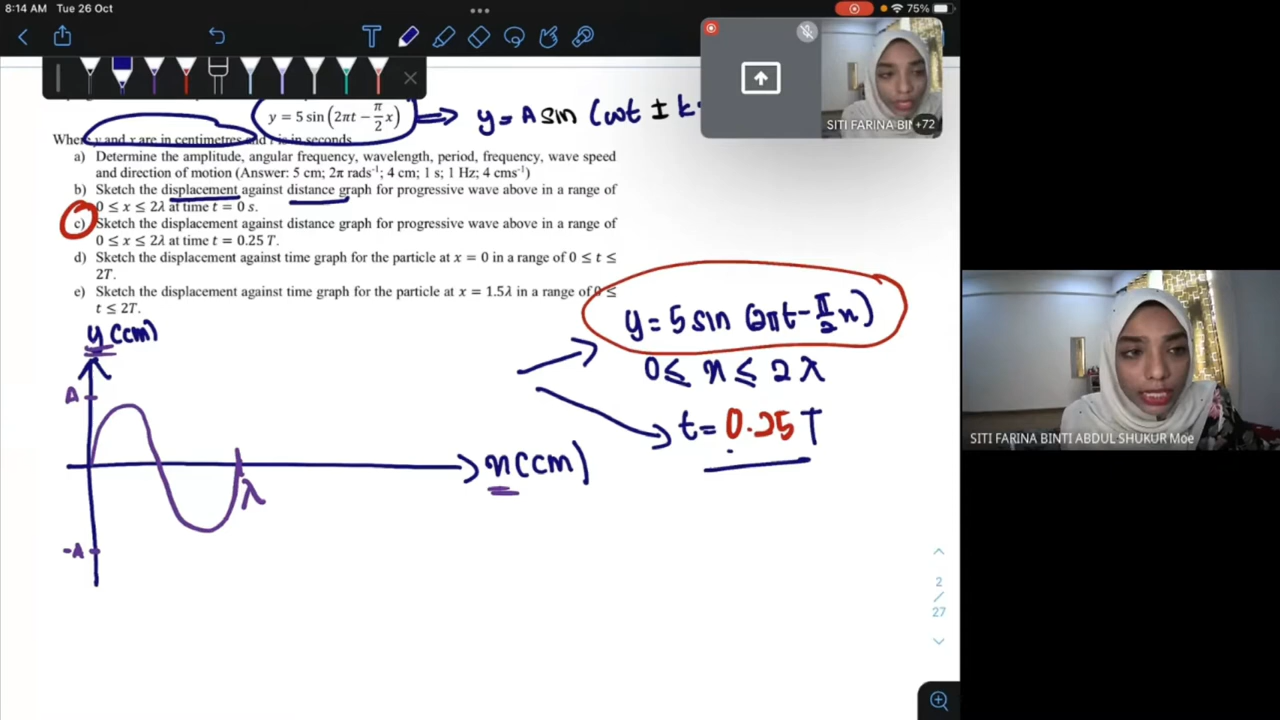 8:14 AM Tue 26 Oct
75%
T
y = 5 sin (2πt − π/2 x) ⇒ y = A sin (ωt ± k
Where y and x are in centimetres and t is in seconds.
a) Determine the amplitude, angular frequency, wavelength, period, frequency, wave speed
and direction of motion (Answer: 5 cm; 2π rads⁻¹; 4 cm; 1 s; 1 Hz; 4 cms⁻¹)
b) Sketch the displacement against distance graph for progressive wave above in a range of
0 ≤ x ≤ 2λ at time t = 0 s.
c) Sketch the displacement against distance graph for progressive wave above in a range of
0 ≤ x ≤ 2λ at time t = 0.25 T.
d) Sketch the displacement against time graph for the particle at x = 0 in a range of 0 ≤ t ≤
2T.
e) Sketch the displacement against time graph for the particle at x = 1.5λ in a range of 0 ≤
t ≤ 2T.
y = 5 sin (2πt − π/2 x)
0 ≤ x ≤ 2λ
t = 0.25 T
y (cm)
A
x (cm)
λ
-A
2
/
27
SITI FARINA BIN +72
SITI FARINA BINTI ABDUL SHUKUR Moe